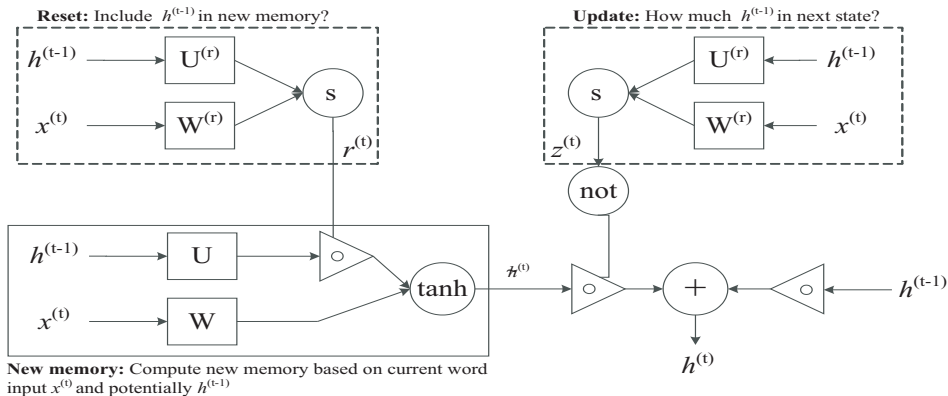 Reset: Include h^(t-1) in new memory?
Update: How much h^(t-1) in next state?
h^(t-1) U^(r)
x^(t) W^(r)
s
r^(t)
U^(r) h^(t-1)
W^(r) x^(t)
s
z^(t)
not
h^(t-1) U
x^(t) W
tanh
h^(t)
+
h^(t-1)
h^(t)
New memory: Compute new memory based on current word
input x^(t) and potentially h^(t-1)